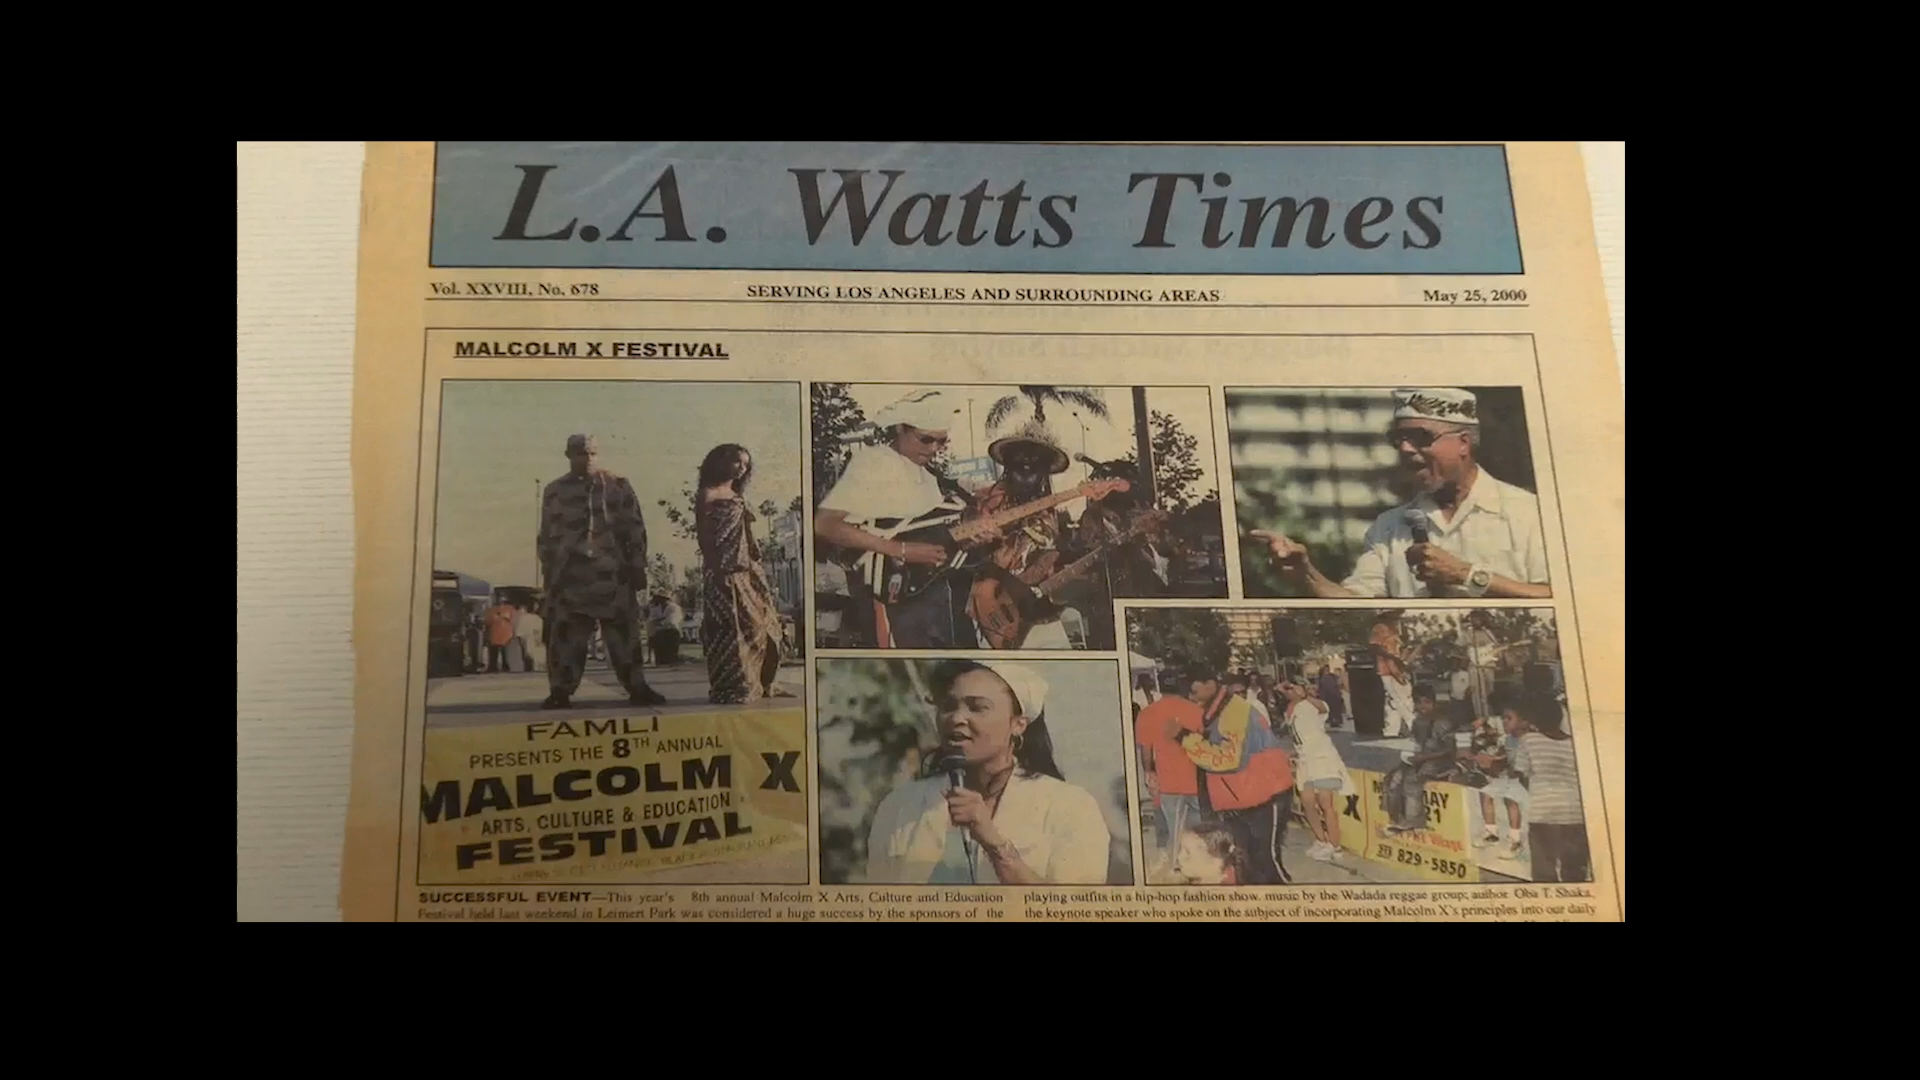 L.A. Watts Times
Vol. XXVIII, No. 678
SERVING LOS ANGELES AND SURROUNDING AREAS
May 25, 2000
MALCOLM X FESTIVAL
FAMLI
PRESENTS THE 8TH ANNUAL
MALCOLM X
ARTS, CULTURE & EDUCATION
FESTIVAL
X
MAY
21
829-5850
SUCCESSFUL EVENT—This year's 8th annual Malcolm X Arts, Culture and Education
Festival held last weekend in Leimert Park was considered a huge success by the sponsors of the
playing outfits in a hip-hop fashion show. music by the Wadada reggae group; author Oba T. Shaka,
the keynote speaker who spoke on the subject of incorporating Malcolm X's principles into our daily